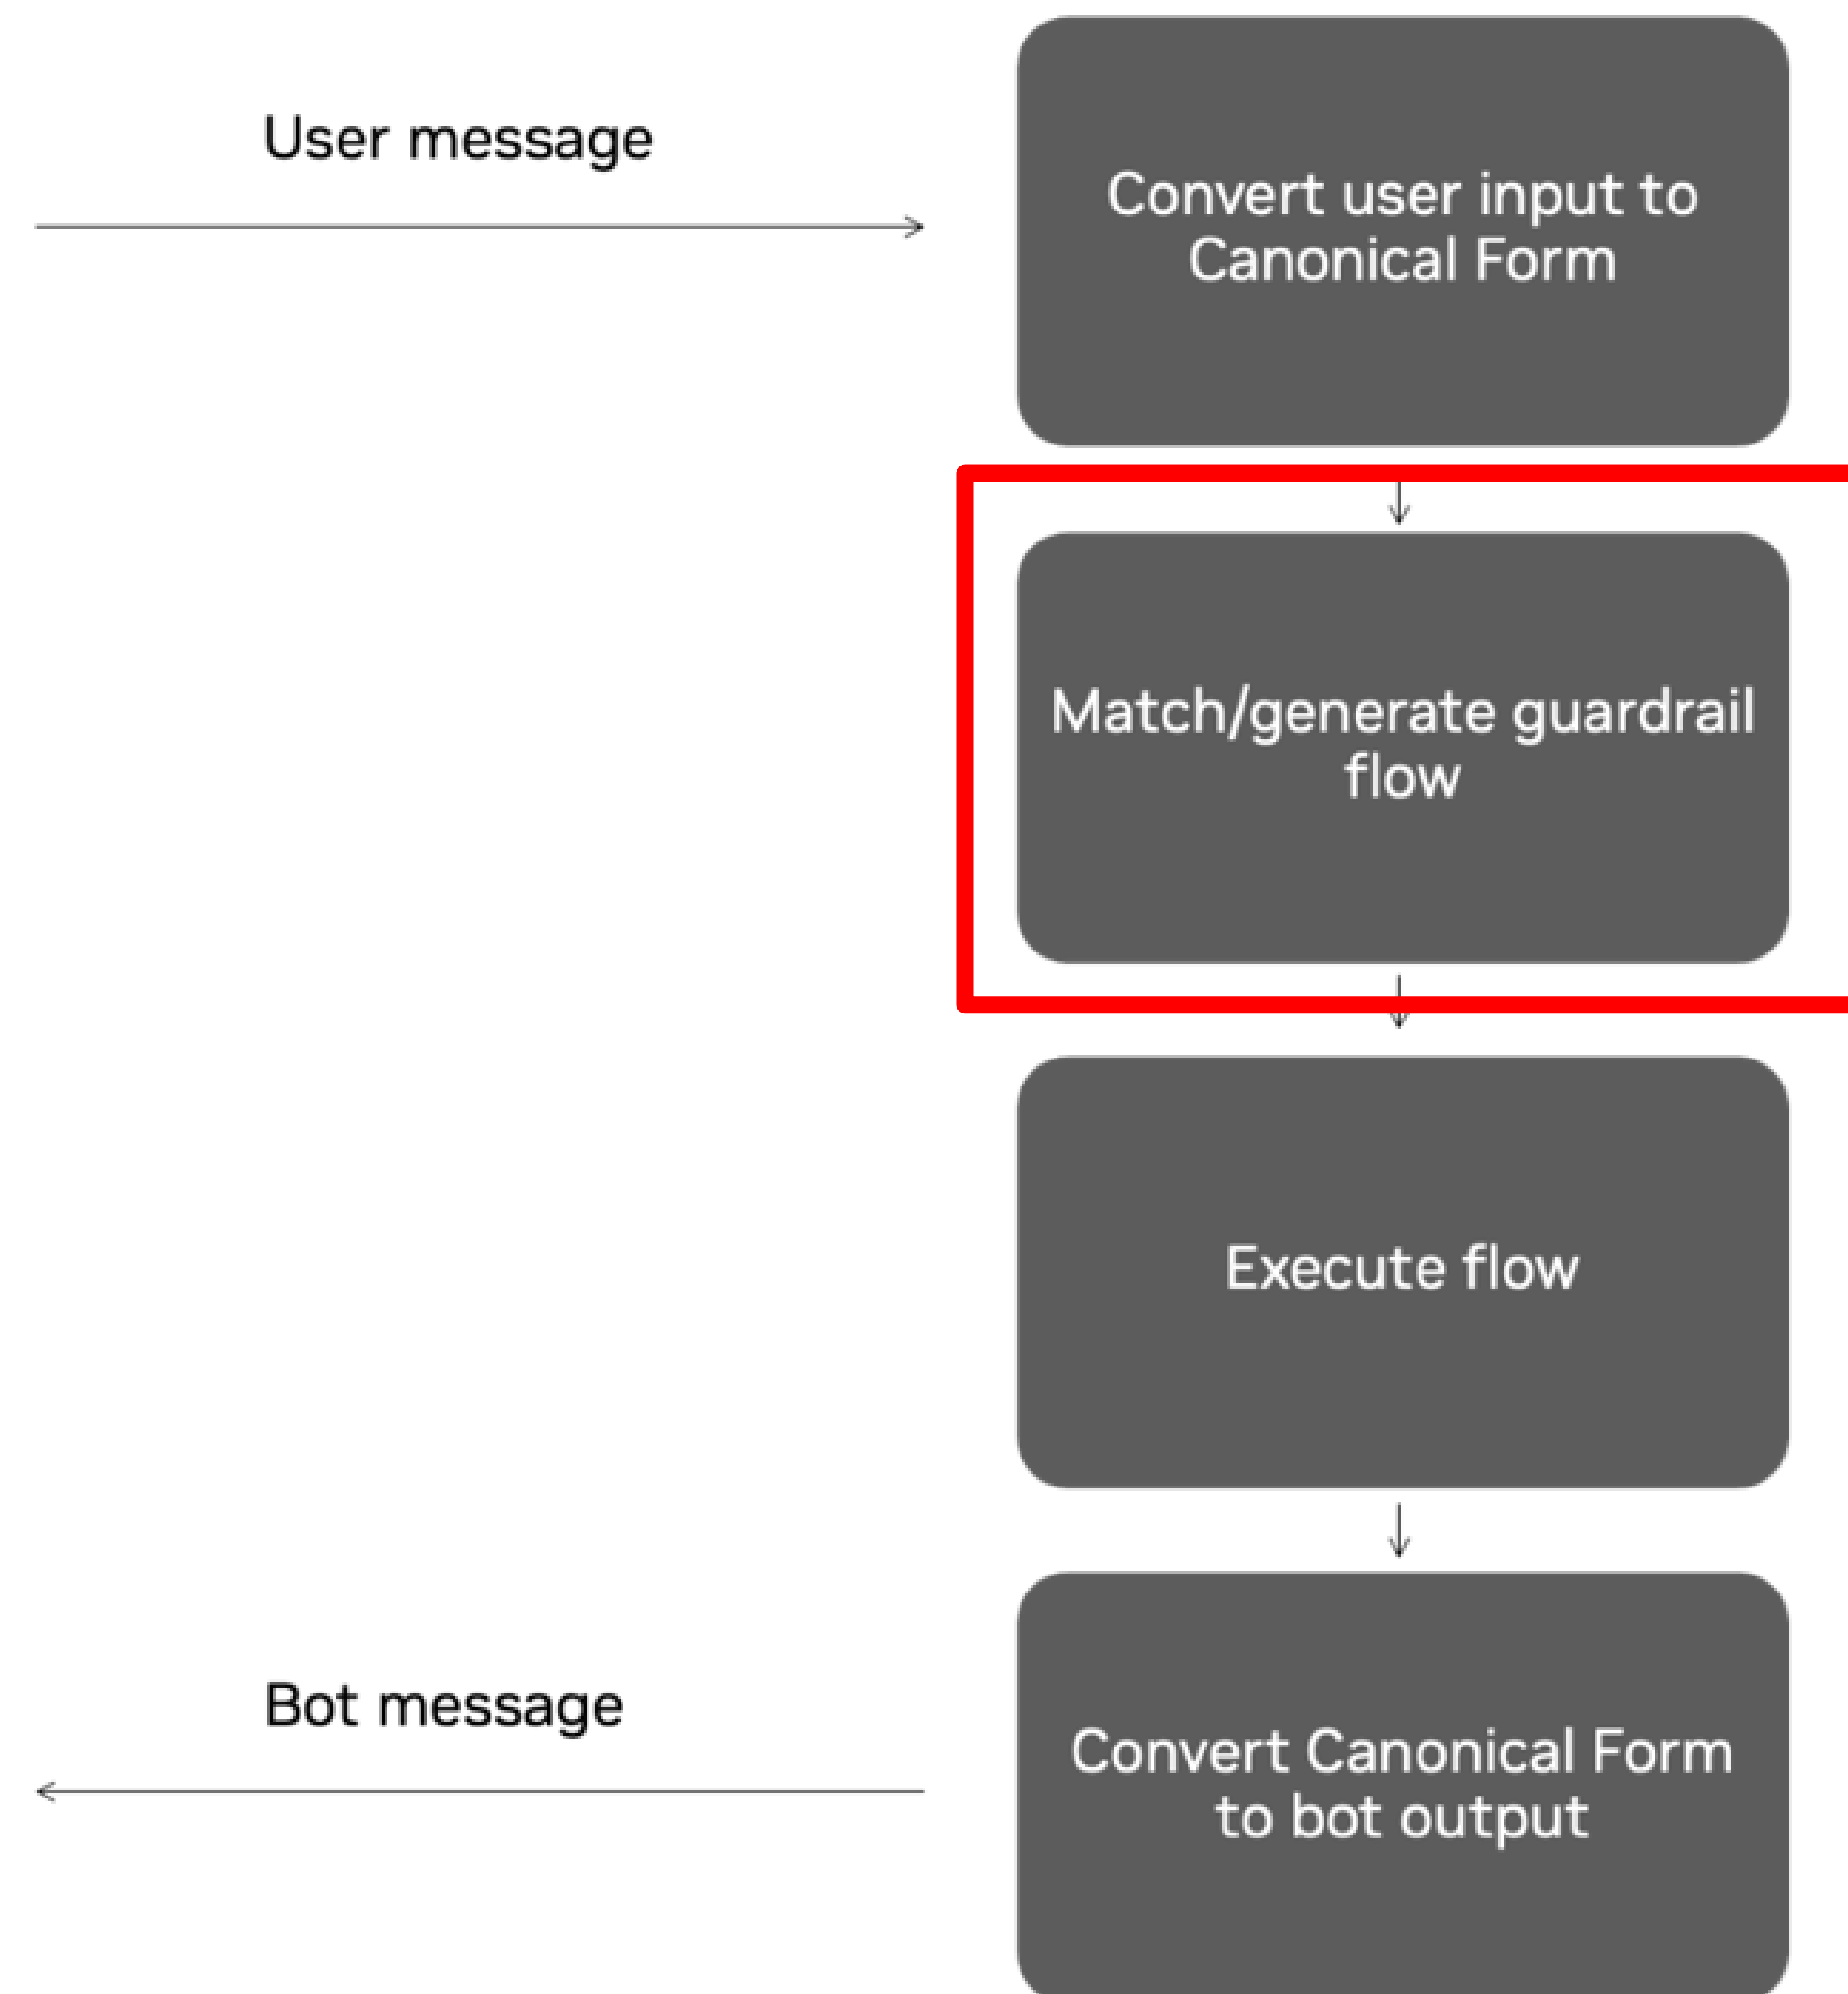 User message
Convert user input to
Canonical Form
Match/generate guardrail
flow
Execute flow
Bot message
Convert Canonical Form
to bot output